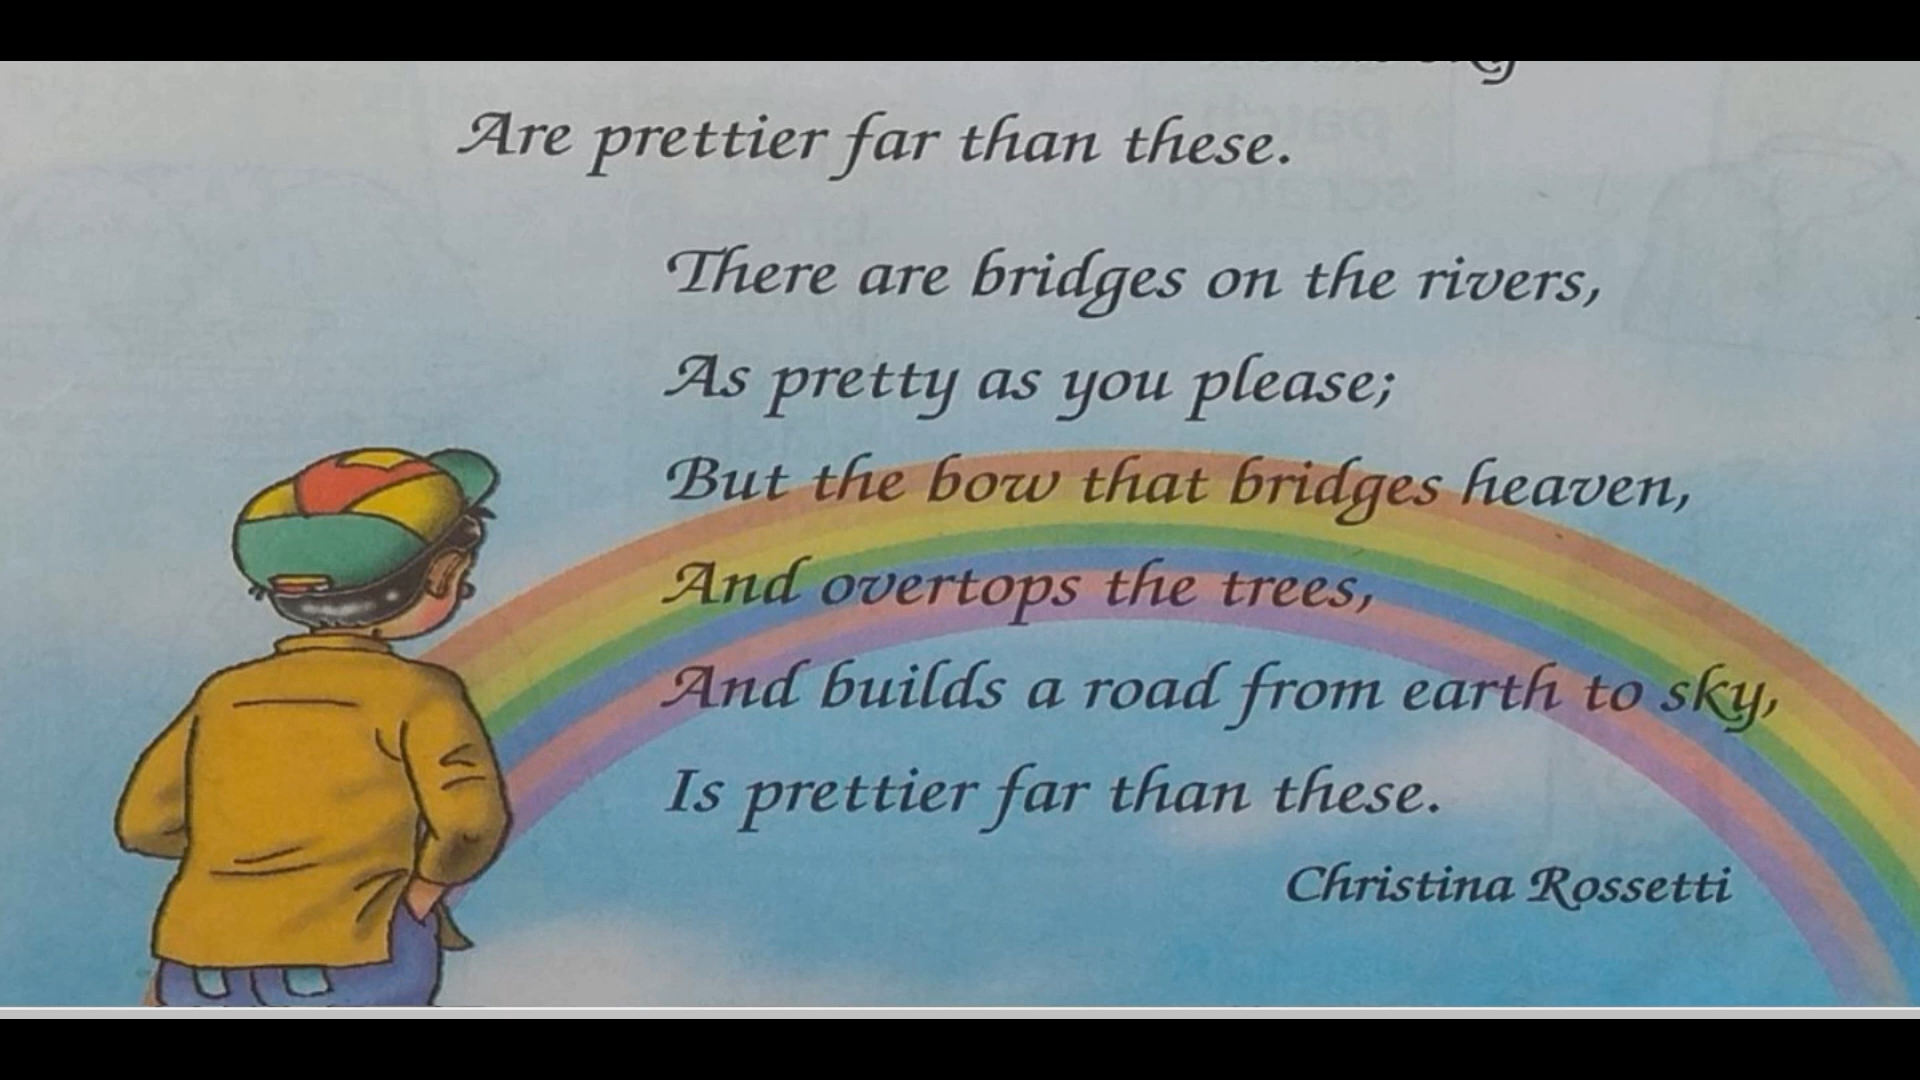 Are prettier far than these.
There are bridges on the rivers,
As pretty as you please;
But the bow that bridges heaven,
And overtops the trees,
And builds a road from earth to sky,
Is prettier far than these.
Christina Rossetti